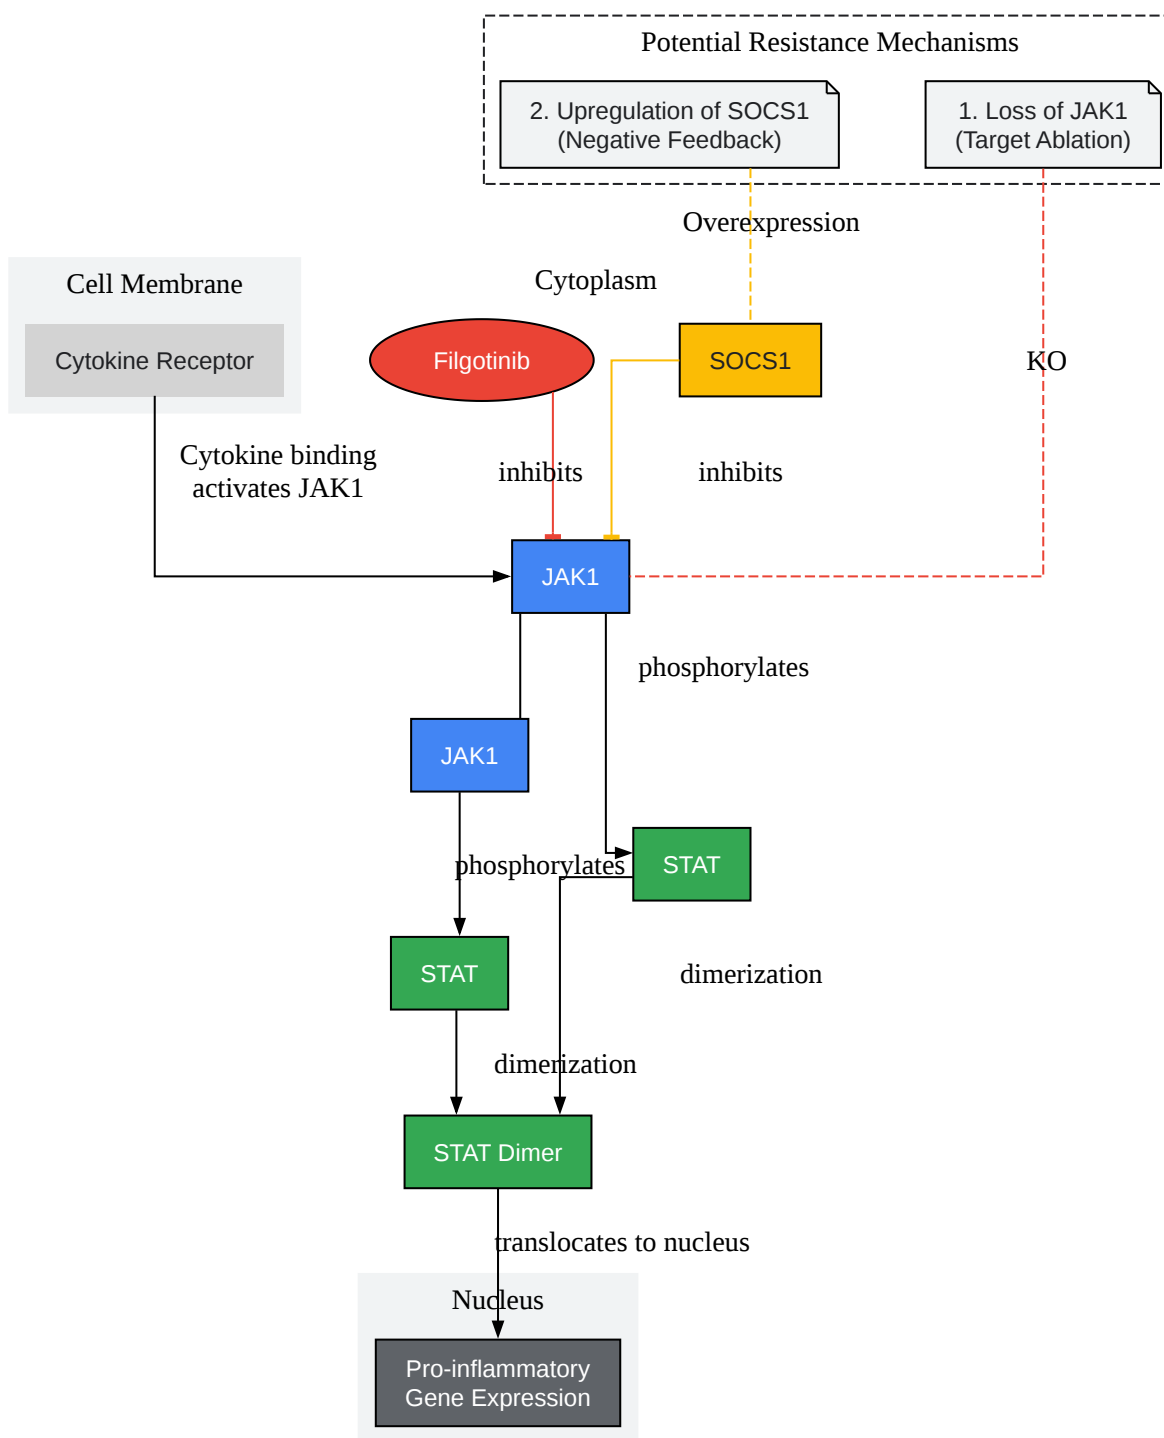 Potential Resistance Mechanisms
2. Upregulation of SOCS1
(Negative Feedback)
1. Loss of JAK1
(Target Ablation)
Overexpression
Cell Membrane
Cytoplasm
Cytokine Receptor
Filgotinib
SOCS1
KO
Cytokine binding
activates JAK1
inhibits
inhibits
JAK1
phosphorylates
JAK1
phosphorylates
STAT
STAT
dimerization
dimerization
STAT Dimer
translocates to nucleus
Nucleus
Pro-inflammatory
Gene Expression